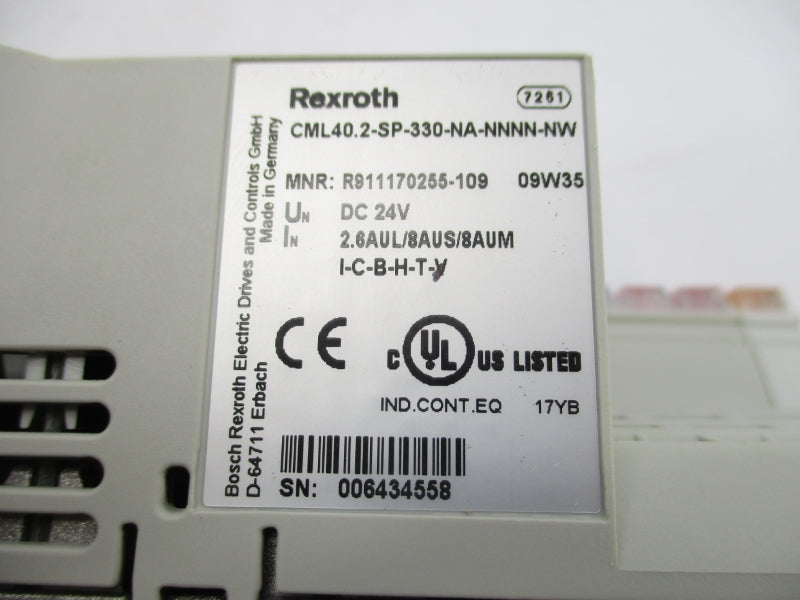 Rexroth 7261
CML40.2-SP-330-NA-NNNN-NW
MNR: R911170255-109 09W35
UN DC 24V
IN 2.6AUL/8AUS/8AUM
I-C-B-H-T-V
CE C UL US LISTED
IND.CONT.EQ 17YB
SN: 006434558
Bosch Rexroth Electric Drives and Controls GmbH
D-64711 Erbach Made in Germany